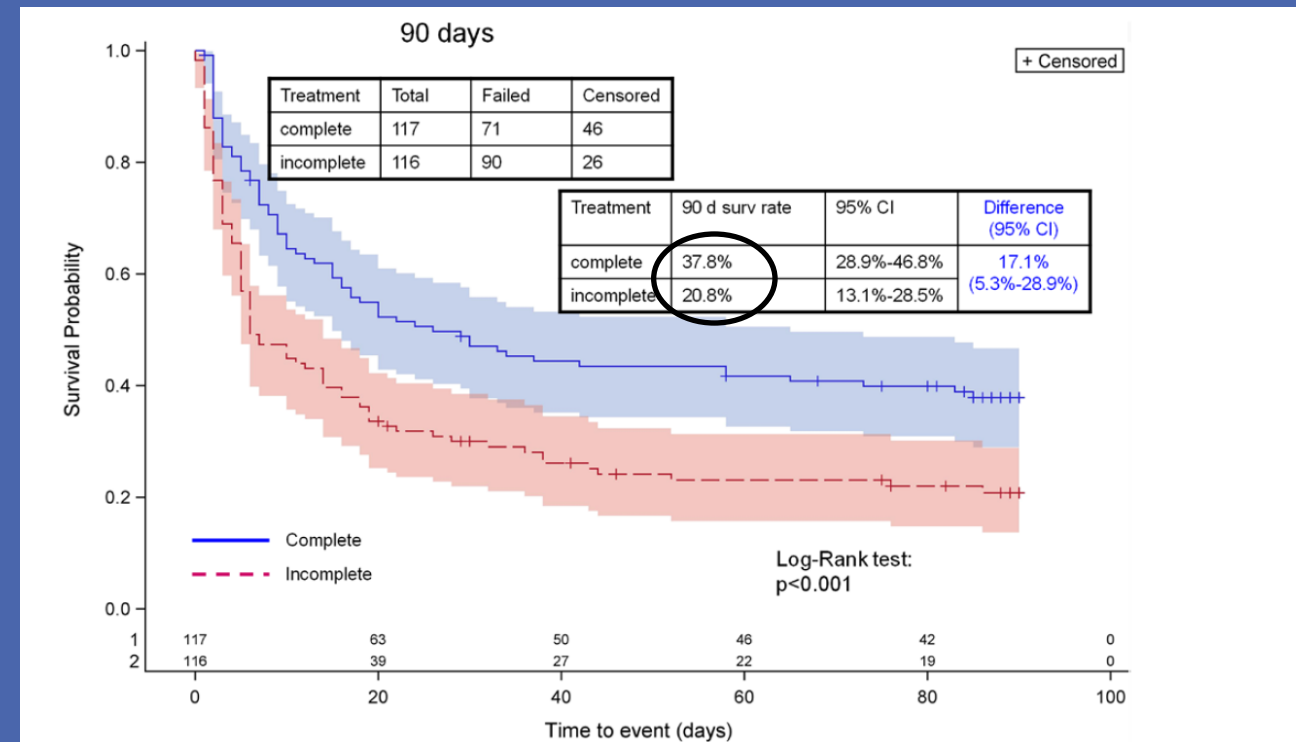 90 days
+ Censored
Treatment Total Failed Censored
complete 117 71 46
incomplete 116 90 26
Treatment 90 d surv rate 95% CI Difference (95% CI)
complete 37.8% 28.9%-46.8% 17.1% (5.3%-28.9%)
incomplete 20.8% 13.1%-28.5%
Survival Probability
1.0
0.8
0.6
0.4
0.2
0.0
Complete
Incomplete
Log-Rank test:
p<0.001
1 117 63 50 46 42 0
2 116 39 27 22 19 0
0 20 40 60 80 100
Time to event (days)